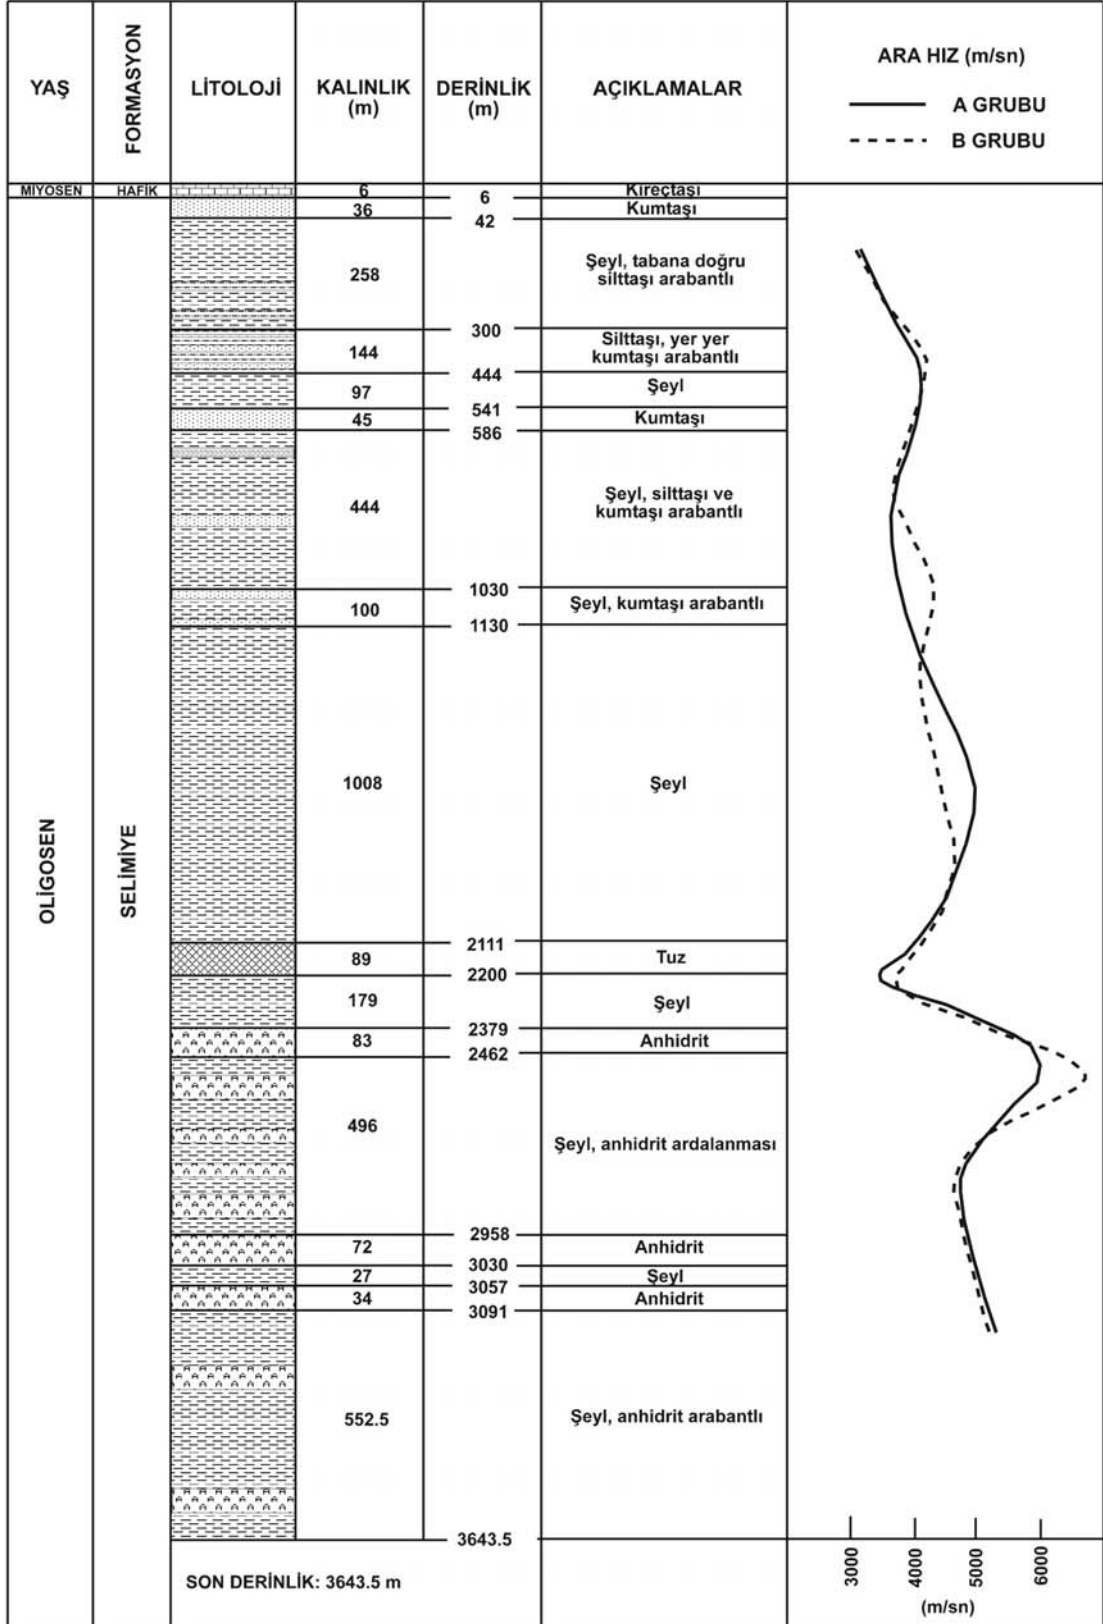 YAŞ
FORMASYON
LİTOLOJİ
KALINLIK
(m)
DERİNLİK
(m)
AÇIKLAMALAR
ARA HIZ (m/sn)
A GRUBU
B GRUBU
MİYOSEN
HAFİK
6
Kireçtaşı
6
36
Kumtaşı
42
258
Şeyl, tabana doğru
silttaşı arabantlı
300
144
Silttaşı, yer yer
kumtaşı arabantlı
444
97
Şeyl
541
45
Kumtaşı
586
444
Şeyl, silttaşı ve
kumtaşı arabantlı
1030
100
Şeyl, kumtaşı arabantlı
1130
OLİGOSEN
SELİMİYE
1008
Şeyl
2111
89
Tuz
2200
179
Şeyl
2379
83
Anhidrit
2462
496
Şeyl, anhidrit ardalanması
2958
72
Anhidrit
3030
27
Şeyl
3057
34
Anhidrit
3091
552.5
Şeyl, anhidrit arabantlı
3643.5
SON DERİNLİK: 3643.5 m
3000
4000
5000
6000
(m/sn)